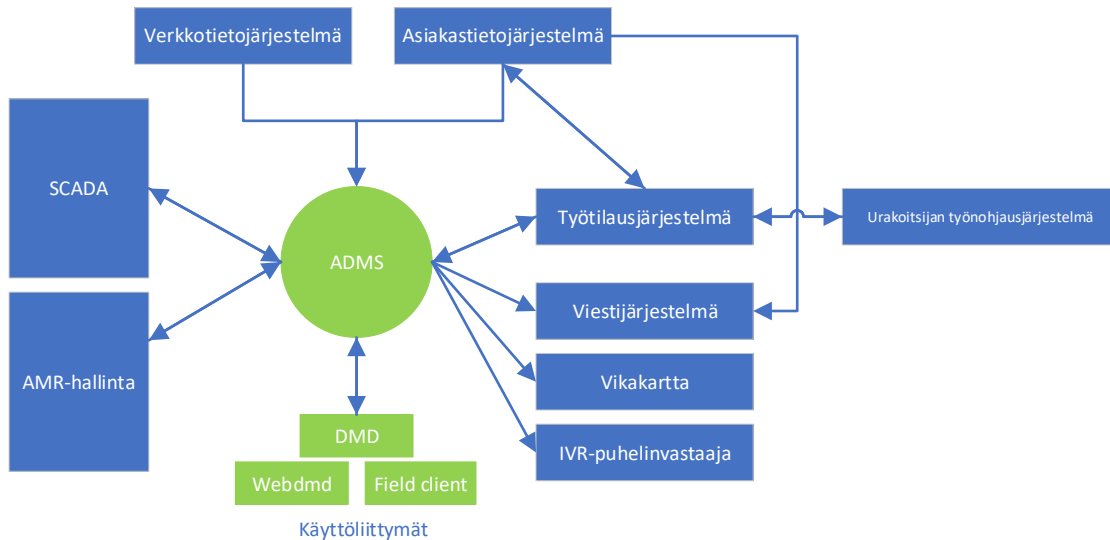 Verkkotietojärjestelmä
Asiakastietojärjestelmä
SCADA
ADMS
Työtilausjärjestelmä
Urakoitsijan työnohjausjärjestelmä
Viestijärjestelmä
AMR-hallinta
Vikakartta
DMD
IVR-puhelinvastaaja
Webdmd
Field client
Käyttöliittymät